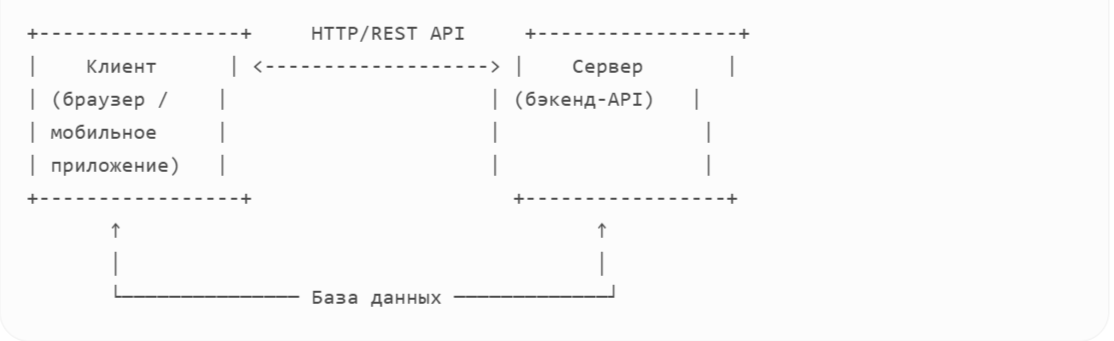 HTTP/REST API
Клиент <-------------------> Сервер
(браузер / (бэкенд-API)
мобильное
приложение)
База данных